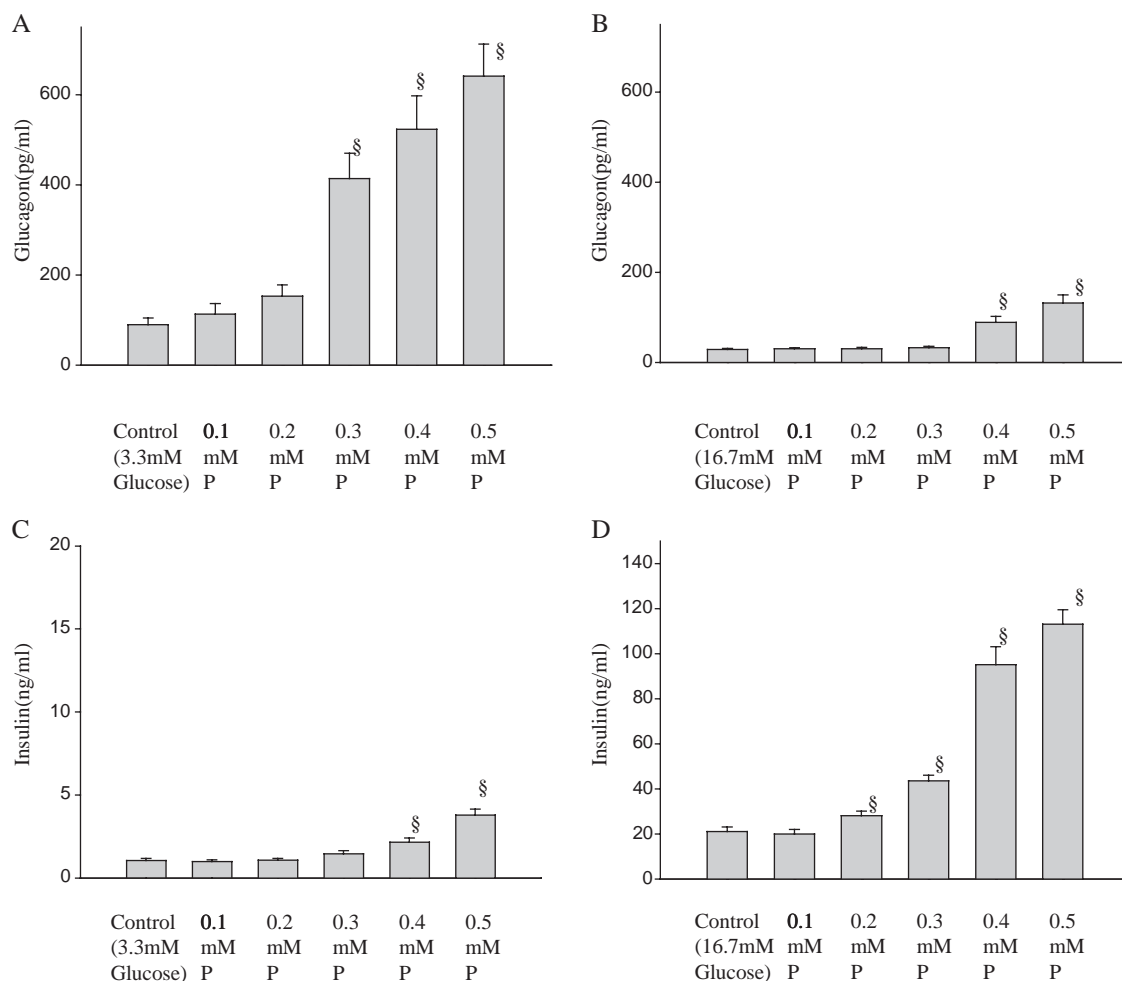 A
Glucagon(pg/ml)
600
400
200
0
§
§
§
Control 0.1 0.2 0.3 0.4 0.5
(3.3mM mM mM mM mM mM
Glucose) P P P P P
B
Glucagon(pg/ml)
600
400
200
0
§
§
Control 0.1 0.2 0.3 0.4 0.5
(16.7mM mM mM mM mM mM
Glucose) P P P P P
C
Insulin(ng/ml)
20
15
10
5
0
§
§
Control 0.1 0.2 0.3 0.4 0.5
(3.3mM mM mM mM mM mM
Glucose) P P P P P
D
Insulin(ng/ml)
140
120
100
80
60
40
20
0
§
§
§
§
Control 0.1 0.2 0.3 0.4 0.5
(16.7mM mM mM mM mM mM
Glucose) P P P P P